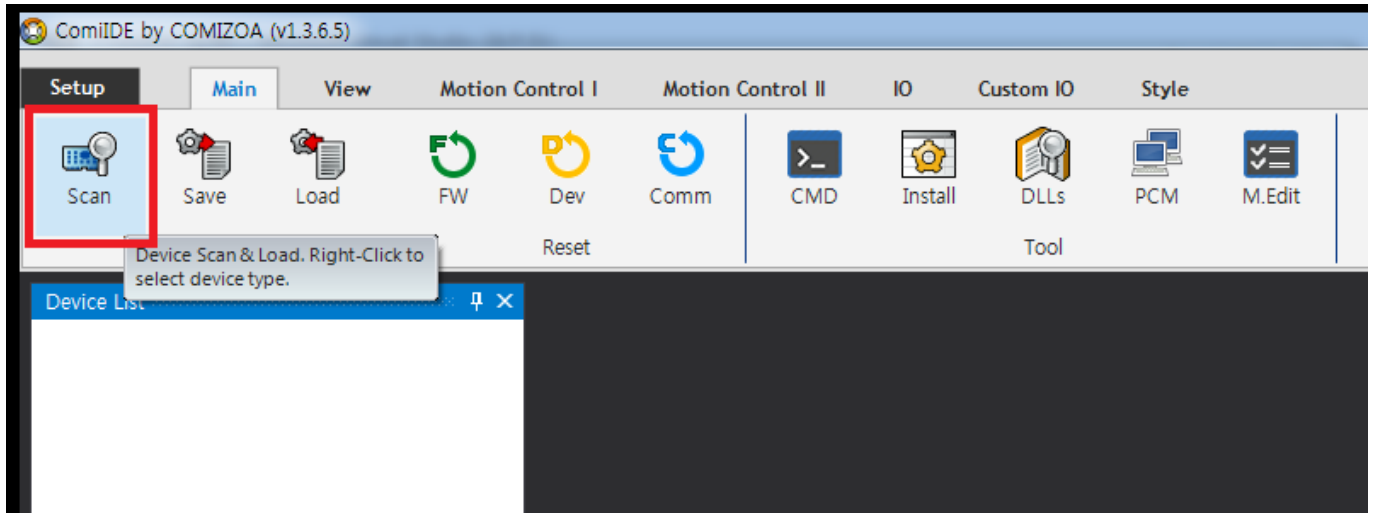 ComiIDE by COMIZOA (v1.3.6.5)
Setup Main View Motion Control I Motion Control II IO Custom IO Style
Scan Save Load FW Dev Comm CMD Install DLLs PCM M.Edit
Reset Tool
Device Scan & Load. Right-Click to
select device type.
Device List